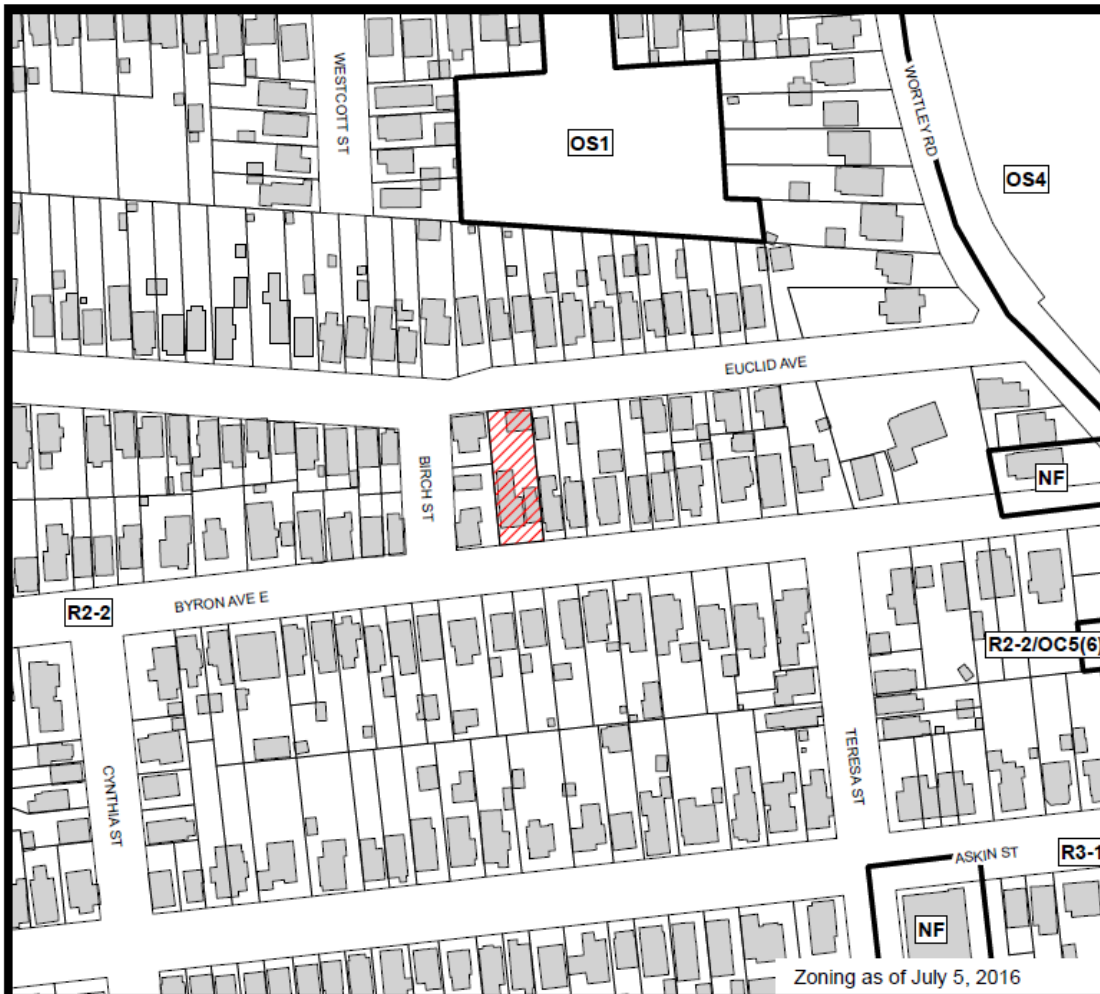 WESTCOTT ST
WORTLEY RD
OS1
OS4
EUCLID AVE
BIRCH ST
NF
R2-2
BYRON AVE E
R2-2/OC5(6)
CYNTHIA ST
TERESA ST
ASKIN ST
R3-1
NF
Zoning as of July 5, 2016